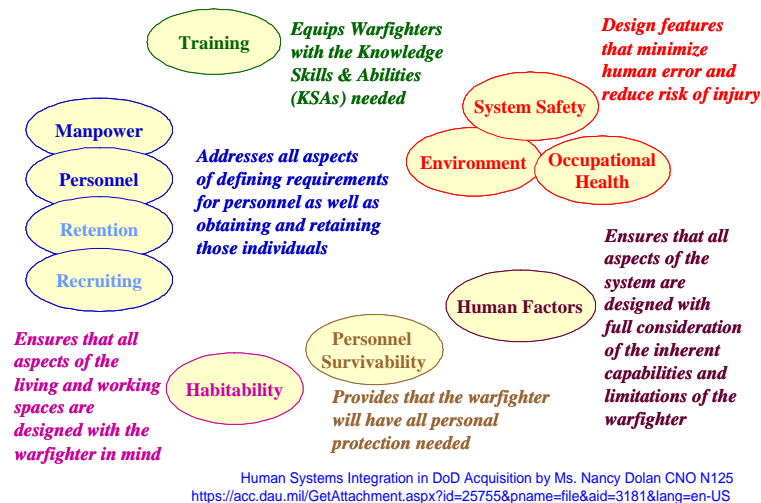 Training
Equips Warfighters
with the Knowledge
Skills & Abilities
(KSAs) needed
Design features
that minimize
human error and
reduce risk of injury
System Safety
Environment
Occupational
Health
Manpower
Personnel
Retention
Recruiting
Addresses all aspects
of defining requirements
for personnel as well as
obtaining and retaining
those individuals
Ensures that all
aspects of the
system are
designed with
full consideration
of the inherent
capabilities and
limitations of the
warfighter
Human Factors
Personnel
Survivability
Provides that the warfighter
will have all personal
protection needed
Habitability
Ensures that all
aspects of the
living and working
spaces are
designed with the
warfighter in mind
Human Systems Integration in DoD Acquisition by Ms. Nancy Dolan CNO N125
https://acc.dau.mil/GetAttachment.aspx?id=25755&pname=file&aid=3181&lang=en-US